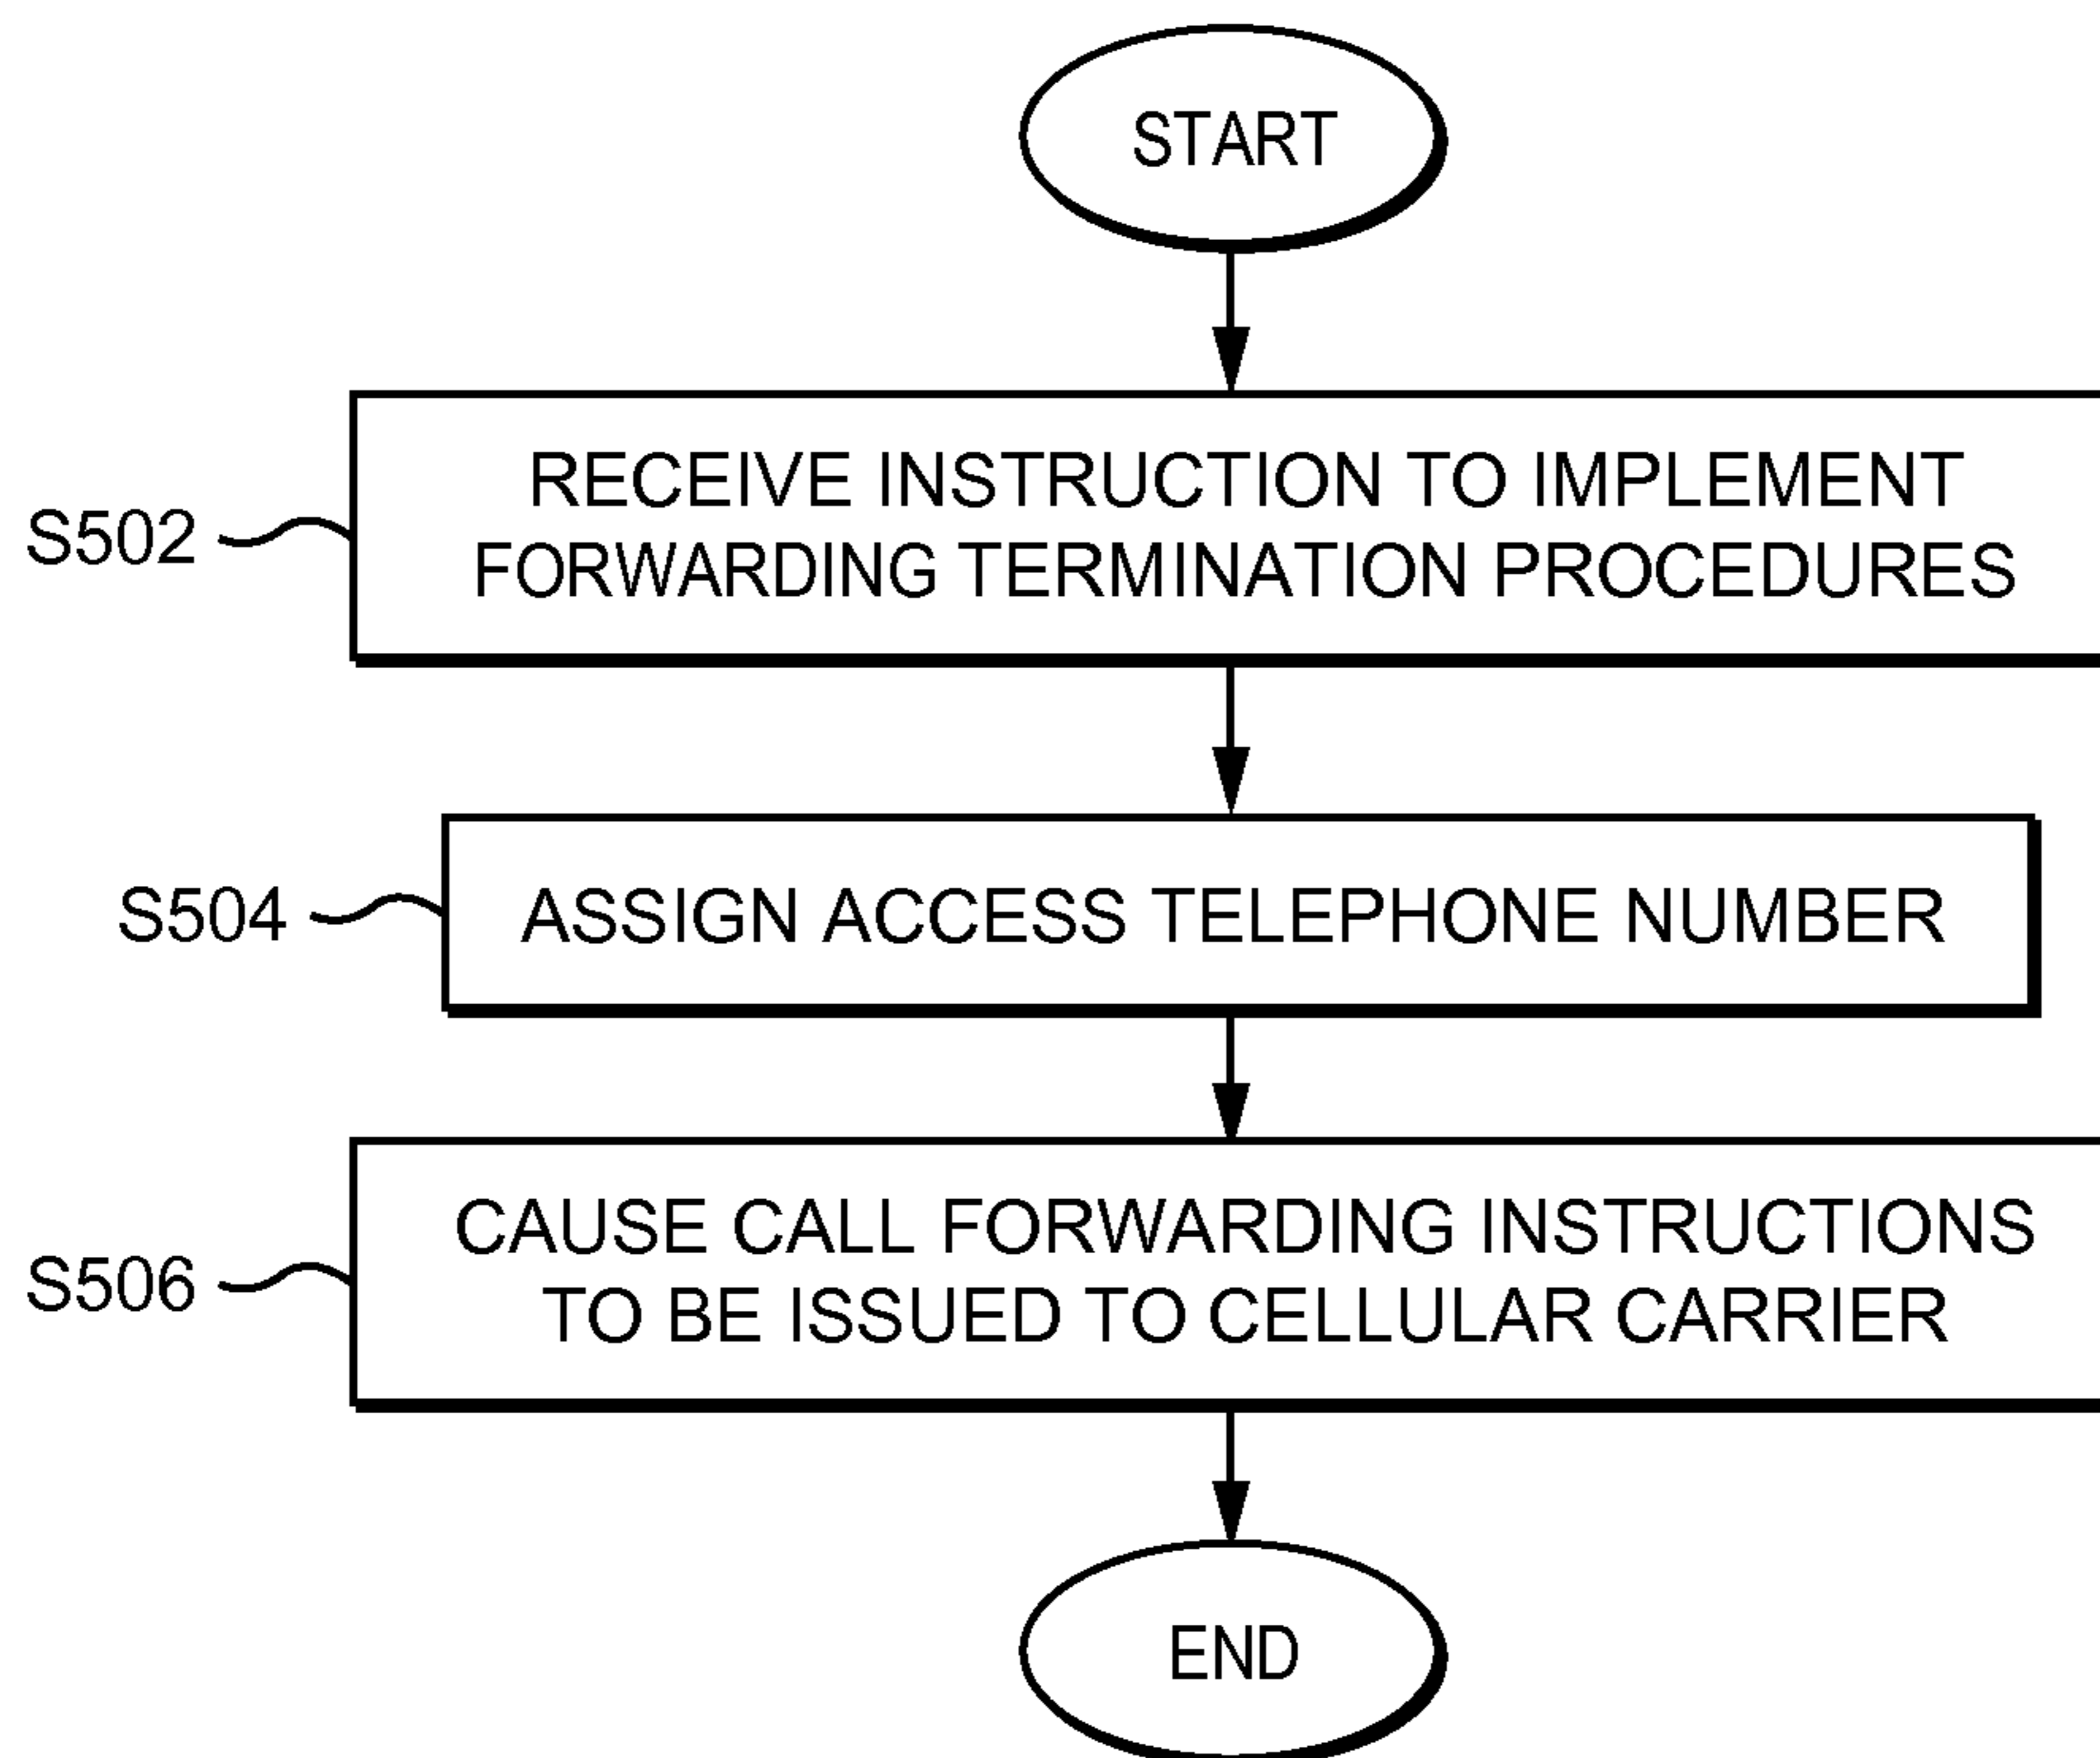 START
S502
RECEIVE INSTRUCTION TO IMPLEMENT
FORWARDING TERMINATION PROCEDURES
S504
ASSIGN ACCESS TELEPHONE NUMBER
S506
CAUSE CALL FORWARDING INSTRUCTIONS
TO BE ISSUED TO CELLULAR CARRIER
END